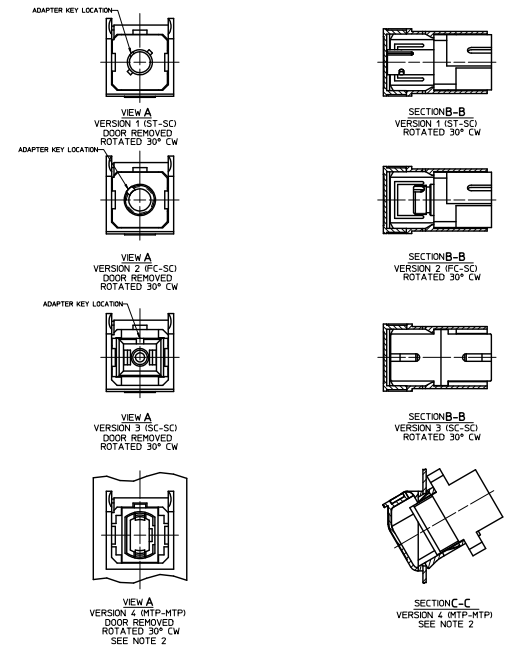 ADAPTER KEY LOCATION
VIEW A
VERSION 1 (ST-SC)
DOOR REMOVED
ROTATED 30° CW
SECTION B-B
VERSION 1 (ST-SC)
ROTATED 30° CW
ADAPTER KEY LOCATION
VIEW A
VERSION 2 (FC-SC)
DOOR REMOVED
ROTATED 30° CW
SECTION B-B
VERSION 2 (FC-SC)
ROTATED 30° CW
ADAPTER KEY LOCATION
VIEW A
VERSION 3 (SC-SC)
DOOR REMOVED
ROTATED 30° CW
SECTION B-B
VERSION 3 (SC-SC)
ROTATED 30° CW
VIEW A
VERSION 4 (MTP-MTP)
DOOR REMOVED
ROTATED 30° CW
SEE NOTE 2
SECTION C-C
VERSION 4 (MTP-MTP)
SEE NOTE 2